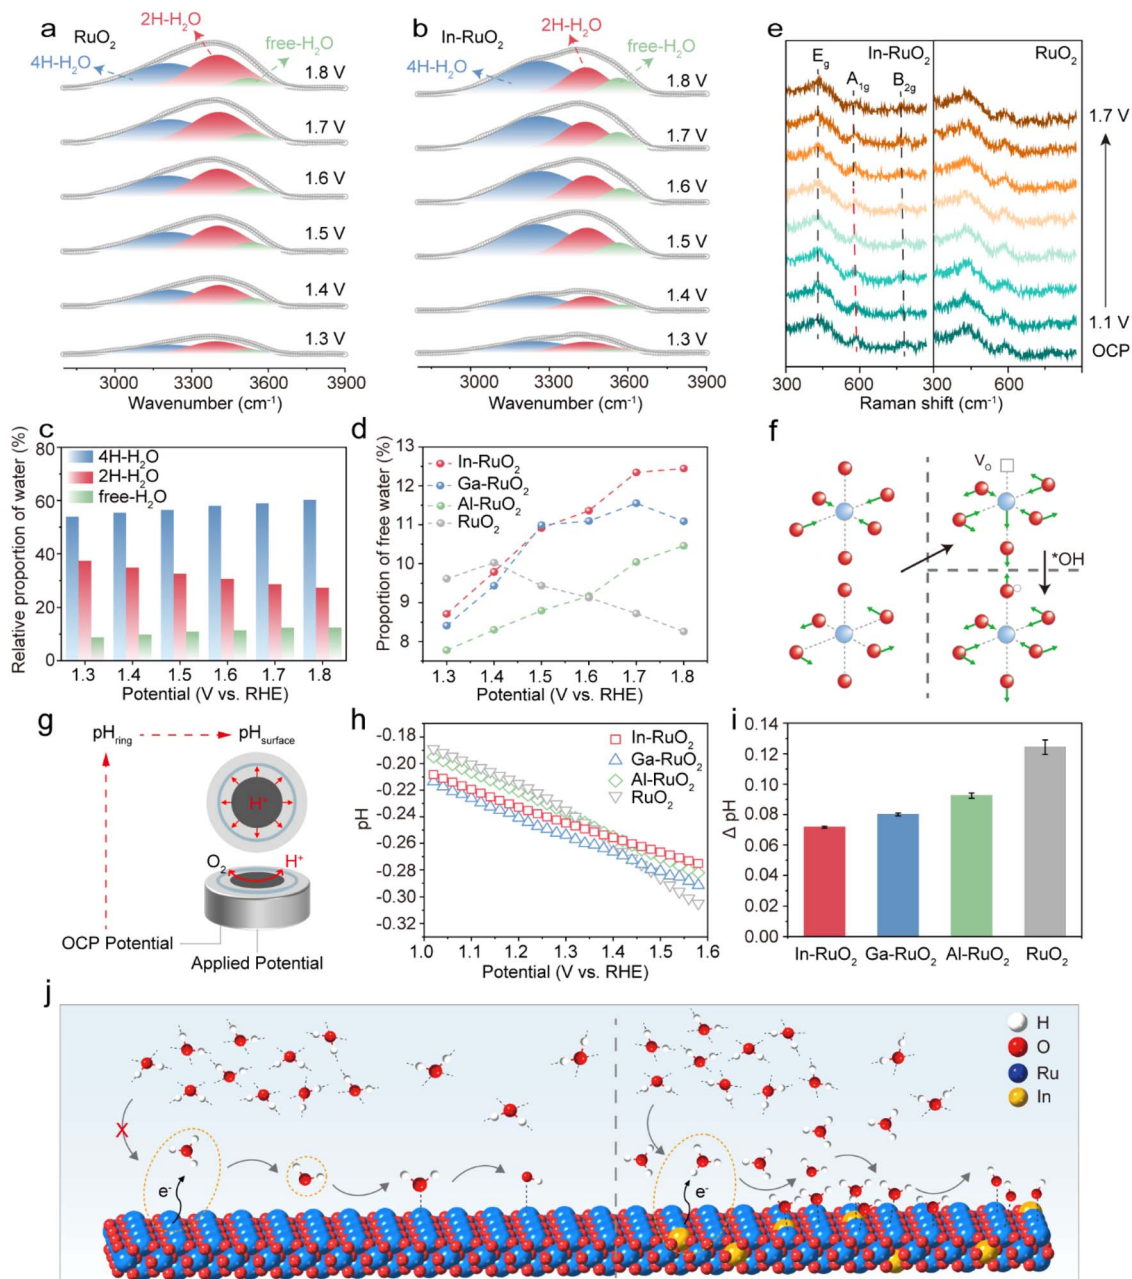 a
RuO2
2H-H2O
4H-H2O
free-H2O
1.8 V
1.7 V
1.6 V
1.5 V
1.4 V
1.3 V
3000 3300 3600 3900
Wavenumber (cm-1)
b
In-RuO2
2H-H2O
4H-H2O
free-H2O
1.8 V
1.7 V
1.6 V
1.5 V
1.4 V
1.3 V
3000 3300 3600 3900
Wavenumber (cm-1)
e
In-RuO2 RuO2
Eg A1g B2g
1.7 V
1.1 V
OCP
300 600 300 600
Raman shift (cm-1)
c
Relative proportion of water (%)
80
60
40
20
0
4H-H2O
2H-H2O
free-H2O
1.3 1.4 1.5 1.6 1.7 1.8
Potential (V vs. RHE)
d
Proportion of free water (%)
13
12
11
10
9
8
In-RuO2
Ga-RuO2
Al-RuO2
RuO2
1.3 1.4 1.5 1.6 1.7 1.8
Potential (V vs. RHE)
f
VO
*OH
g
pHring pHsurface
H+
O2 H+
OCP Potential
Applied Potential
h
pH
-0.18
-0.20
-0.22
-0.24
-0.26
-0.28
-0.30
-0.32
In-RuO2
Ga-RuO2
Al-RuO2
RuO2
1.0 1.1 1.2 1.3 1.4 1.5 1.6
Potential (V vs. RHE)
i
Δ pH
0.14
0.12
0.10
0.08
0.06
0.04
0.02
0.00
In-RuO2 Ga-RuO2 Al-RuO2 RuO2
j
H
O
Ru
In
X
e-
e-